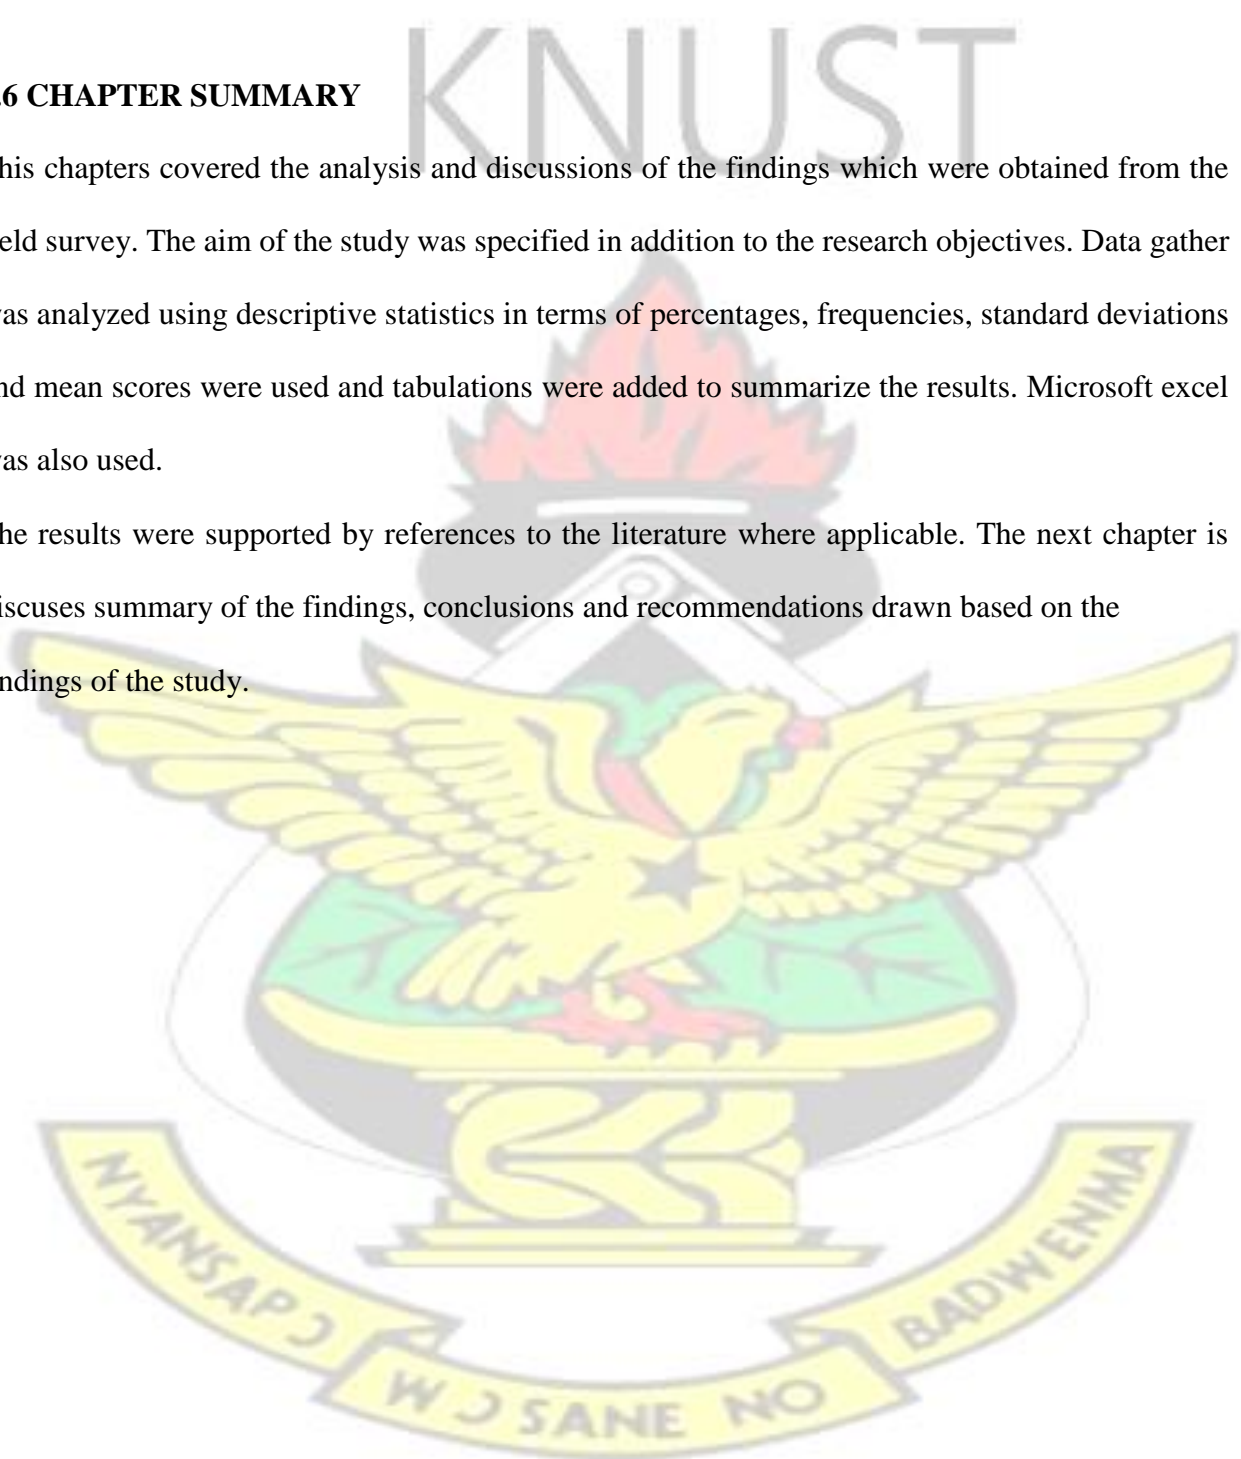 KNUST
.6 CHAPTER SUMMARY
his chapters covered the analysis and discussions of the findings which were obtained from the
eld survey. The aim of the study was specified in addition to the research objectives. Data gather
as analyzed using descriptive statistics in terms of percentages, frequencies, standard deviations
nd mean scores were used and tabulations were added to summarize the results. Microsoft excel
as also used.
he results were supported by references to the literature where applicable. The next chapter is
iscuses summary of the findings, conclusions and recommendations drawn based on the
ndings of the study.
NYANSAPƆ
WƆ SANE NO
BADWENMA